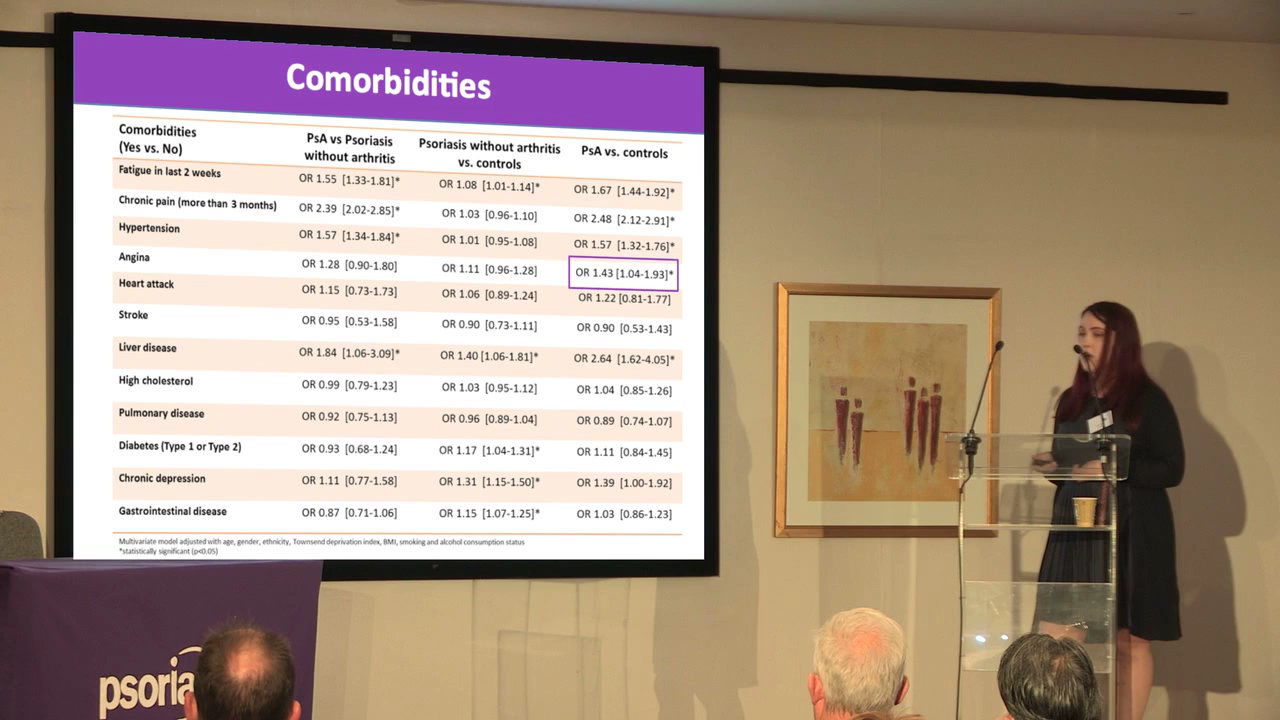 Comorbidities
Comorbidities (Yes vs. No) PsA vs Psoriasis without arthritis Psoriasis without arthritis vs. controls PsA vs. controls
Fatigue in last 2 weeks OR 1.55 [1.33-1.81]* OR 1.08 [1.01-1.14]* OR 1.67 [1.44-1.92]*
Chronic pain (more than 3 months) OR 2.39 [2.02-2.85]* OR 1.03 [0.96-1.10] OR 2.48 [2.12-2.91]*
Hypertension OR 1.57 [1.34-1.84]* OR 1.01 [0.95-1.08] OR 1.57 [1.32-1.76]*
Angina OR 1.28 [0.90-1.80] OR 1.11 [0.96-1.28] OR 1.43 [1.04-1.93]*
Heart attack OR 1.15 [0.73-1.73] OR 1.06 [0.89-1.24] OR 1.22 [0.81-1.77]
Stroke OR 0.95 [0.53-1.58] OR 0.90 [0.73-1.11] OR 0.90 [0.53-1.43]
Liver disease OR 1.84 [1.06-3.09]* OR 1.40 [1.06-1.81]* OR 2.64 [1.62-4.05]*
High cholesterol OR 0.99 [0.79-1.23] OR 1.03 [0.95-1.12] OR 1.04 [0.85-1.26]
Pulmonary disease OR 0.92 [0.75-1.13] OR 0.96 [0.89-1.04] OR 0.89 [0.74-1.07]
Diabetes (Type 1 or Type 2) OR 0.93 [0.68-1.24] OR 1.17 [1.04-1.31]* OR 1.11 [0.84-1.45]
Chronic depression OR 1.11 [0.77-1.58] OR 1.31 [1.15-1.50]* OR 1.39 [1.00-1.92]
Gastrointestinal disease OR 0.87 [0.71-1.06] OR 1.15 [1.07-1.25]* OR 1.03 [0.86-1.23]
Multivariate model adjusted with age, gender, ethnicity, Townsend deprivation index, BMI, smoking and alcohol consumption status
*statistically significant (p<0.05)
psoria